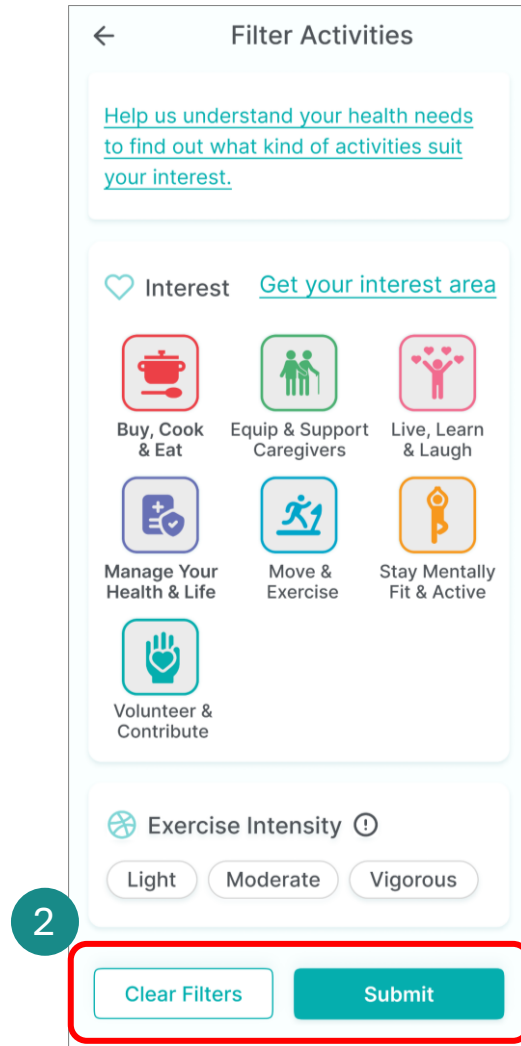 Filter Activities
Help us understand your health needs
to find out what kind of activities suit
your interest.
Interest
Get your interest area
Buy, Cook
& Eat
Equip & Support
Caregivers
Live, Learn
& Laugh
Manage Your
Health & Life
Move &
Exercise
Stay Mentally
Fit & Active
Volunteer &
Contribute
Exercise Intensity
Light
Moderate
Vigorous
2
Clear Filters
Submit